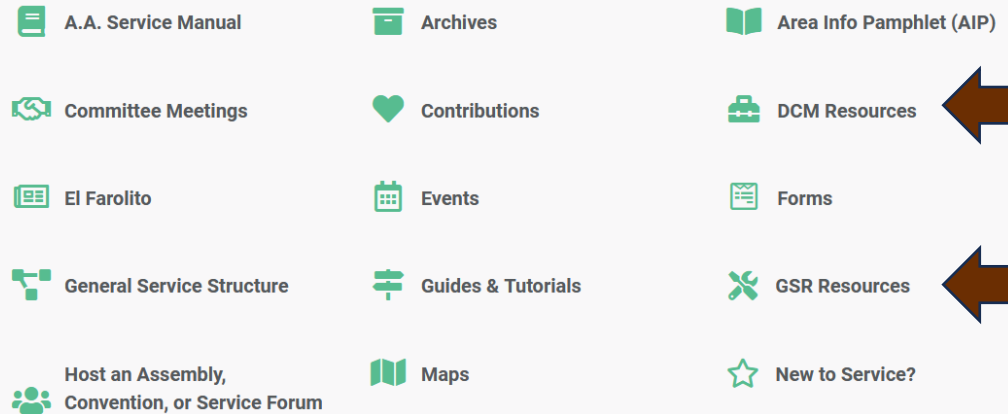 A.A. Service Manual
Archives
Area Info Pamphlet (AIP)
Committee Meetings
Contributions
DCM Resources
El Farolito
Events
Forms
General Service Structure
Guides & Tutorials
GSR Resources
Host an Assembly,
Convention, or Service Forum
Maps
New to Service?